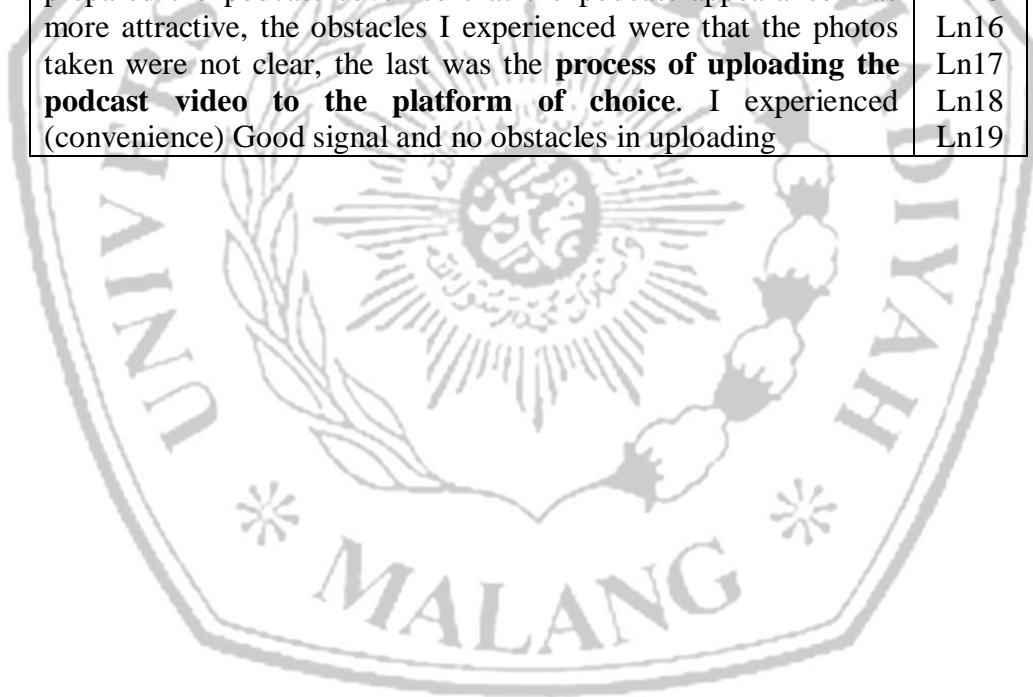 more attractive, the obstacles I experienced were that the photos Ln16
taken were not clear, the last was the process of uploading the Ln17
podcast video to the platform of choice. I experienced Ln18
(convenience) Good signal and no obstacles in uploading Ln19
UNIVER
DIYAH
MALANG